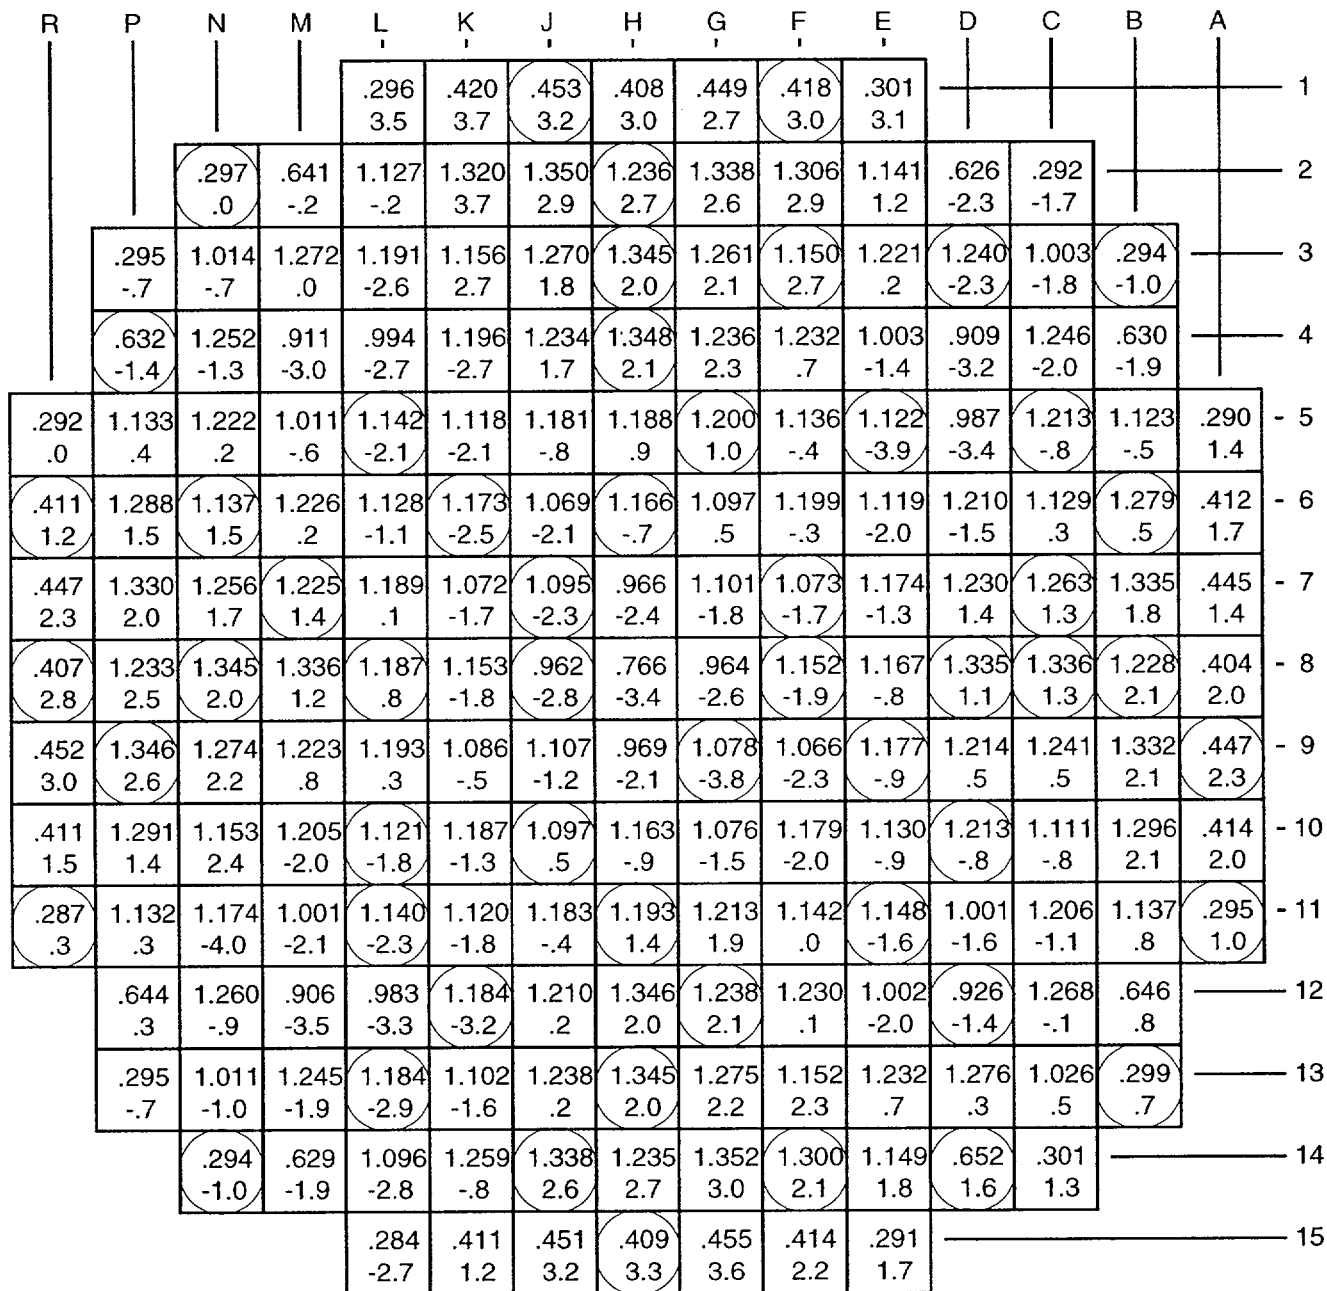 R P N M L K J H G F E D C B A
.296 .420 .453 .408 .449 .418 .301 1
3.5 3.7 3.2 3.0 2.7 3.0 3.1
.297 .641 1.127 1.320 1.350 1.236 1.338 1.306 1.141 .626 .292 2
.0 -.2 -.2 3.7 2.9 2.7 2.6 2.9 1.2 -2.3 -1.7
.295 1.014 1.272 1.191 1.156 1.270 1.345 1.261 1.150 1.221 1.240 1.003 .294 3
-.7 -.7 .0 -2.6 2.7 1.8 2.0 2.1 2.7 .2 -2.3 -1.8 -1.0
.632 1.252 .911 .994 1.196 1.234 1.348 1.236 1.232 1.003 .909 1.246 .630 4
-1.4 -1.3 -3.0 -2.7 -2.7 1.7 2.1 2.3 .7 -1.4 -3.2 -2.0 -1.9
.292 1.133 1.222 1.011 1.142 1.118 1.181 1.188 1.200 1.136 1.122 .987 1.213 1.123 .290 - 5
.0 .4 .2 -.6 -2.1 -2.1 -.8 .9 1.0 -.4 -3.9 -3.4 -.8 -.5 1.4
.411 1.288 1.137 1.226 1.128 1.173 1.069 1.166 1.097 1.199 1.119 1.210 1.129 1.279 .412 - 6
1.2 1.5 1.5 .2 -1.1 -2.5 -2.1 -.7 .5 -.3 -2.0 -1.5 .3 .5 1.7
.447 1.330 1.256 1.225 1.189 1.072 1.095 .966 1.101 1.073 1.174 1.230 1.263 1.335 .445 - 7
2.3 2.0 1.7 1.4 .1 -1.7 -2.3 -2.4 -1.8 -1.7 -1.3 1.4 1.3 1.8 1.4
.407 1.233 1.345 1.336 1.187 1.153 .962 .766 .964 1.152 1.167 1.335 1.336 1.228 .404 - 8
2.8 2.5 2.0 1.2 .8 -1.8 -2.8 -3.4 -2.6 -1.9 -.8 1.1 1.3 2.1 2.0
.452 1.346 1.274 1.223 1.193 1.086 1.107 .969 1.078 1.066 1.177 1.214 1.241 1.332 .447 - 9
3.0 2.6 2.2 .8 .3 -.5 -1.2 -2.1 -3.8 -2.3 -.9 .5 .5 2.1 2.3
.411 1.291 1.153 1.205 1.121 1.187 1.097 1.163 1.076 1.179 1.130 1.213 1.111 1.296 .414 - 10
1.5 1.4 2.4 -2.0 -1.8 -1.3 .5 -.9 -1.5 -2.0 -.9 -.8 -.8 2.1 2.0
.287 1.132 1.174 1.001 1.140 1.120 1.183 1.193 1.213 1.142 1.148 1.001 1.206 1.137 .295 - 11
.3 .3 -4.0 -2.1 -2.3 -1.8 -.4 1.4 1.9 .0 -1.6 -1.6 -1.1 .8 1.0
.644 1.260 .906 .983 1.184 1.210 1.346 1.238 1.230 1.002 .926 1.268 .646 12
.3 -.9 -3.5 -3.3 -3.2 .2 2.0 2.1 .1 -2.0 -1.4 -.1 .8
.295 1.011 1.245 1.184 1.102 1.238 1.345 1.275 1.152 1.232 1.276 1.026 .299 13
-.7 -1.0 -1.9 -2.9 -1.6 .2 2.0 2.2 2.3 .7 .3 .5 .7
.294 .629 1.096 1.259 1.338 1.235 1.352 1.300 1.149 .652 .301 14
-1.0 -1.9 -2.8 -.8 2.6 2.7 3.0 2.1 1.8 1.6 1.3
.284 .411 .451 .409 .455 .414 .291 15
-2.7 1.2 3.2 3.3 3.6 2.2 1.7